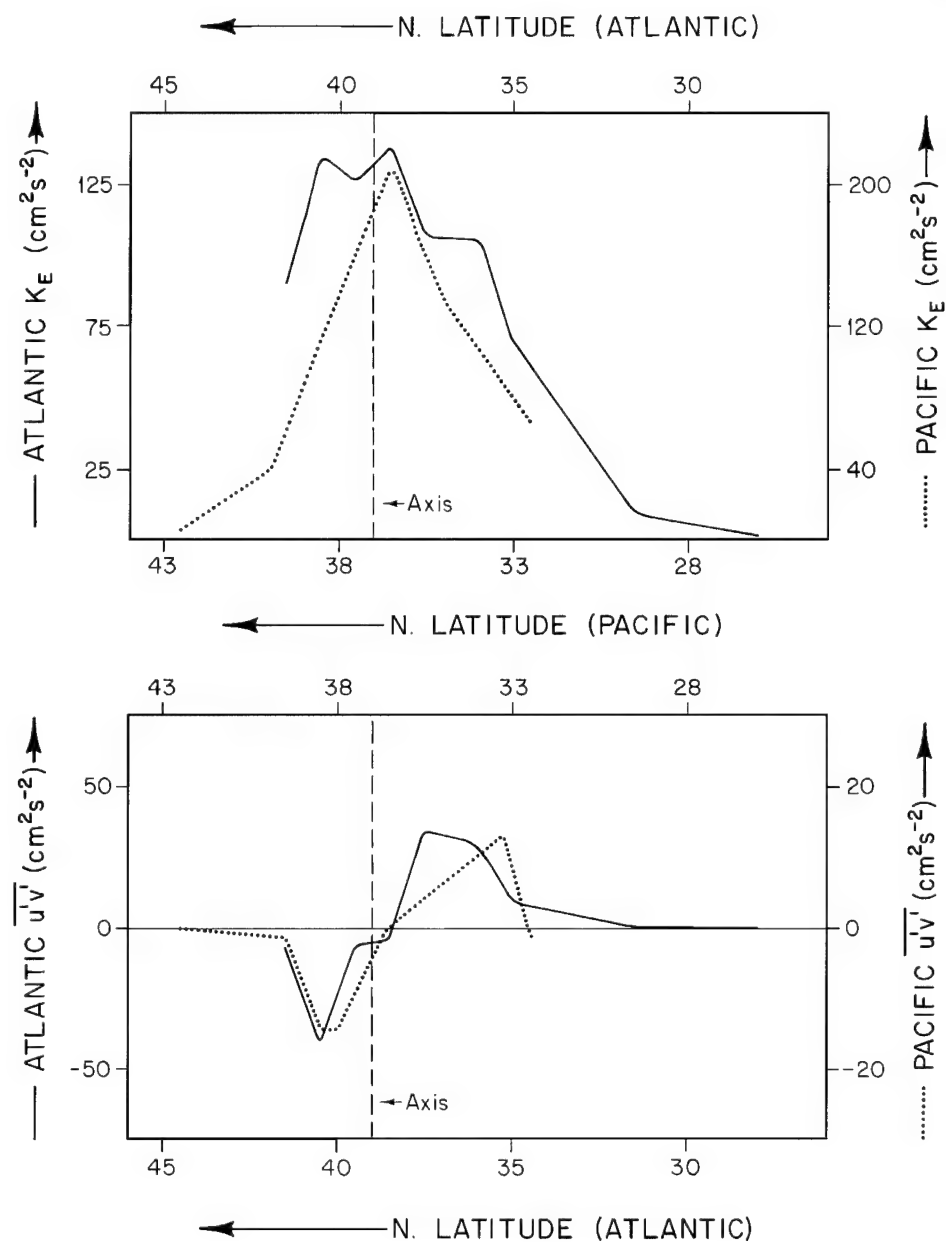 N. LATITUDE (ATLANTIC)
45 40 35 30
ATLANTIC K_E (cm²s⁻²)
125
75
25
PACIFIC K_E (cm²s⁻²)
200
120
40
Axis
43 38 33 28
N. LATITUDE (PACIFIC)
43 38 33 28
ATLANTIC u'v' (cm²s⁻²)
50
0
-50
PACIFIC u'v' (cm²s⁻²)
20
0
-20
Axis
45 40 35 30
N. LATITUDE (ATLANTIC)